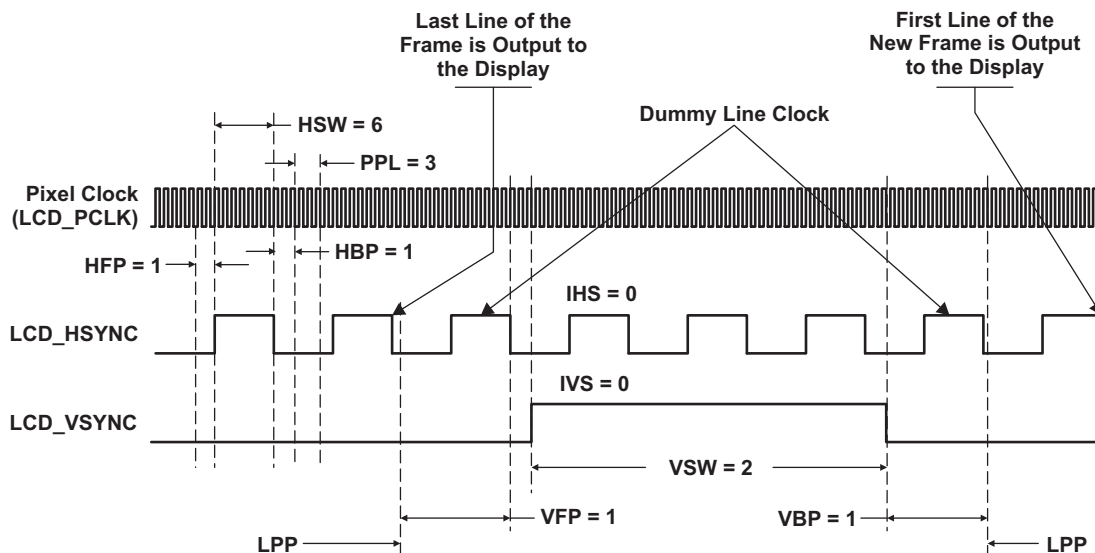 Last Line of the
Frame is Output to
the Display
First Line of the
New Frame is Output
to the Display
HSW = 6
Dummy Line Clock
PPL = 3
Pixel Clock
(LCD_PCLK)
HFP = 1
HBP = 1
IHS = 0
LCD_HSYNC
IVS = 0
LCD_VSYNC
VSW = 2
VFP = 1
VBP = 1
LPP
LPP